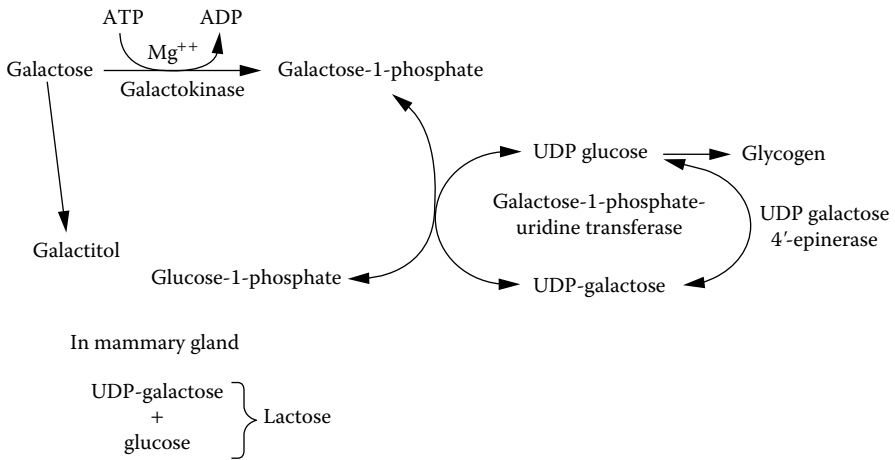 ATP ADP
Mg++
Galactose Galactose-1-phosphate
Galactokinase
UDP glucose Glycogen
Galactose-1-phosphate-
uridine transferase
UDP galactose
4′-epinerase
Galactitol
Glucose-1-phosphate UDP-galactose
In mammary gland
UDP-galactose
+
glucose
Lactose